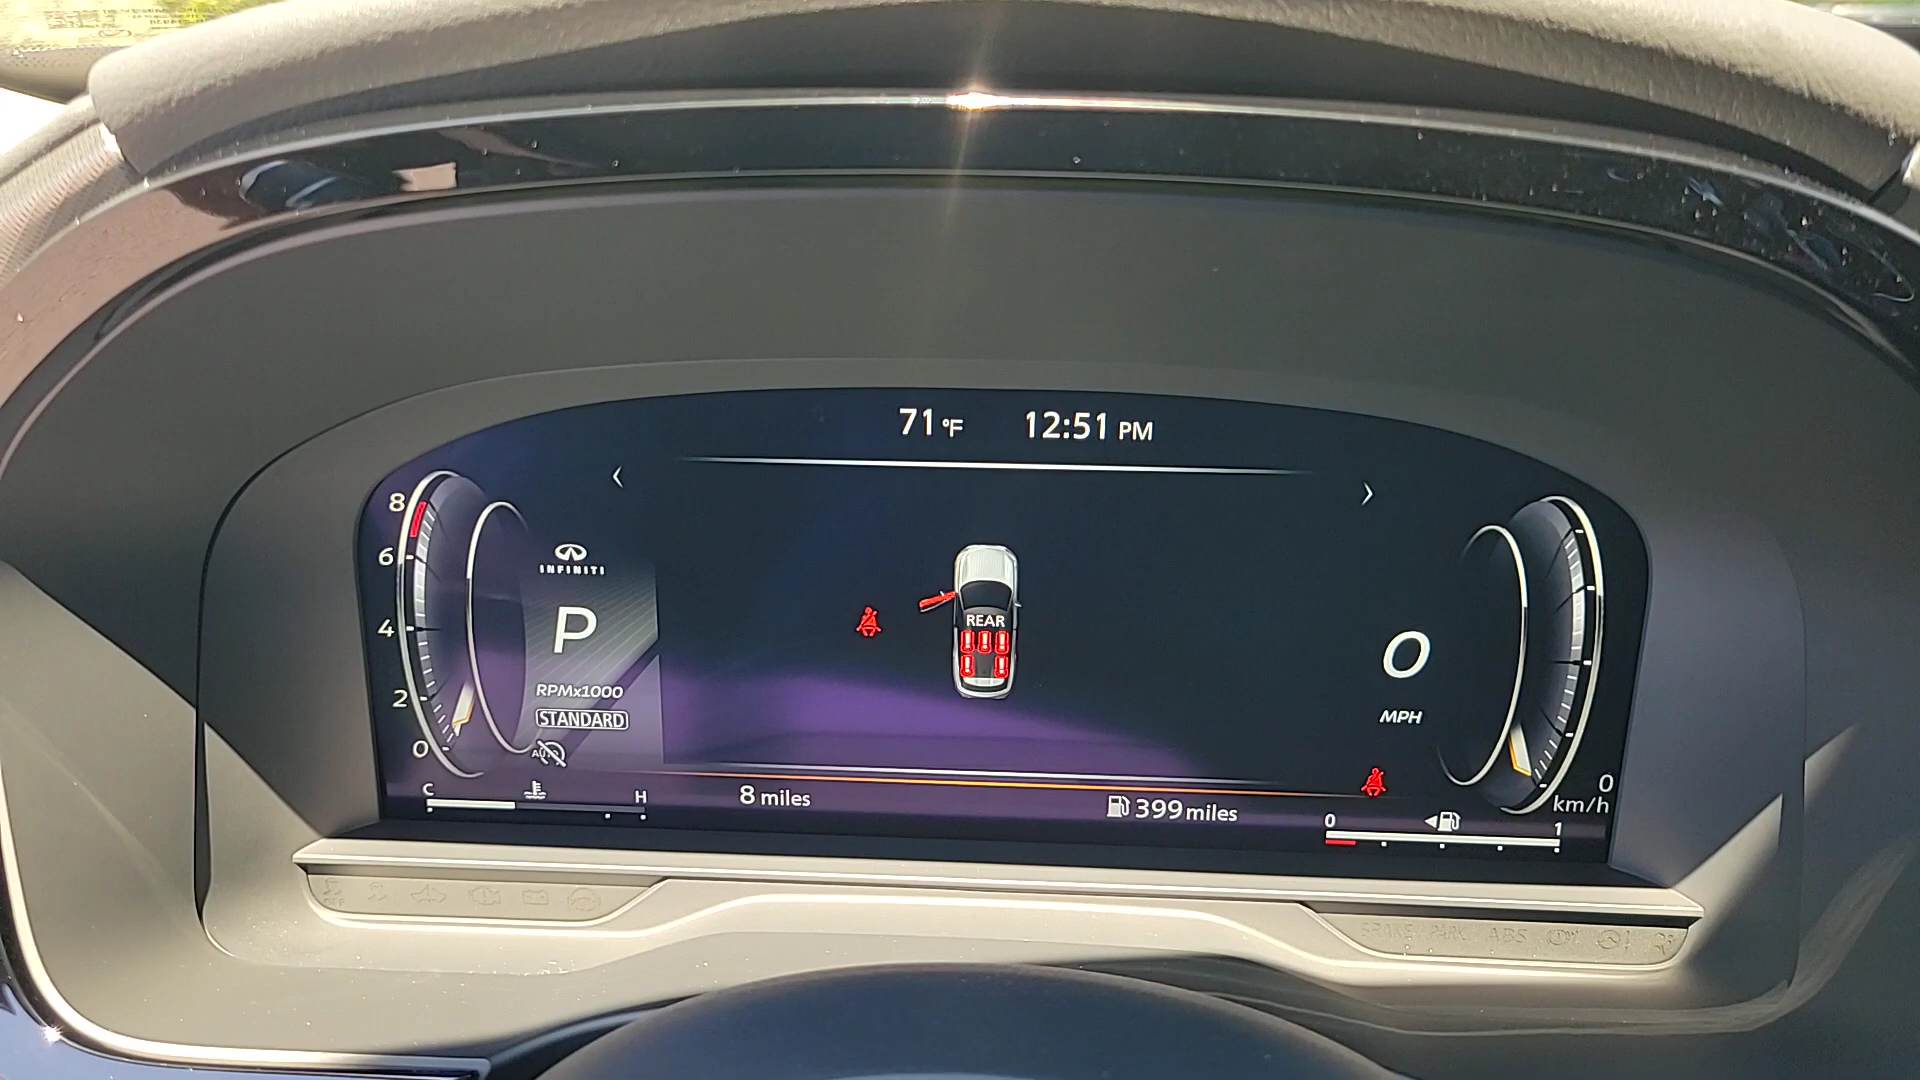 71 °F 12:51 PM
8
6
4
2
0
INFINITI
P
RPMx1000
STANDARD
AUTO
REAR
0
MPH
0
km/h
C H
8 miles
399 miles
0 1
OFF
BRAKE PARK ABS